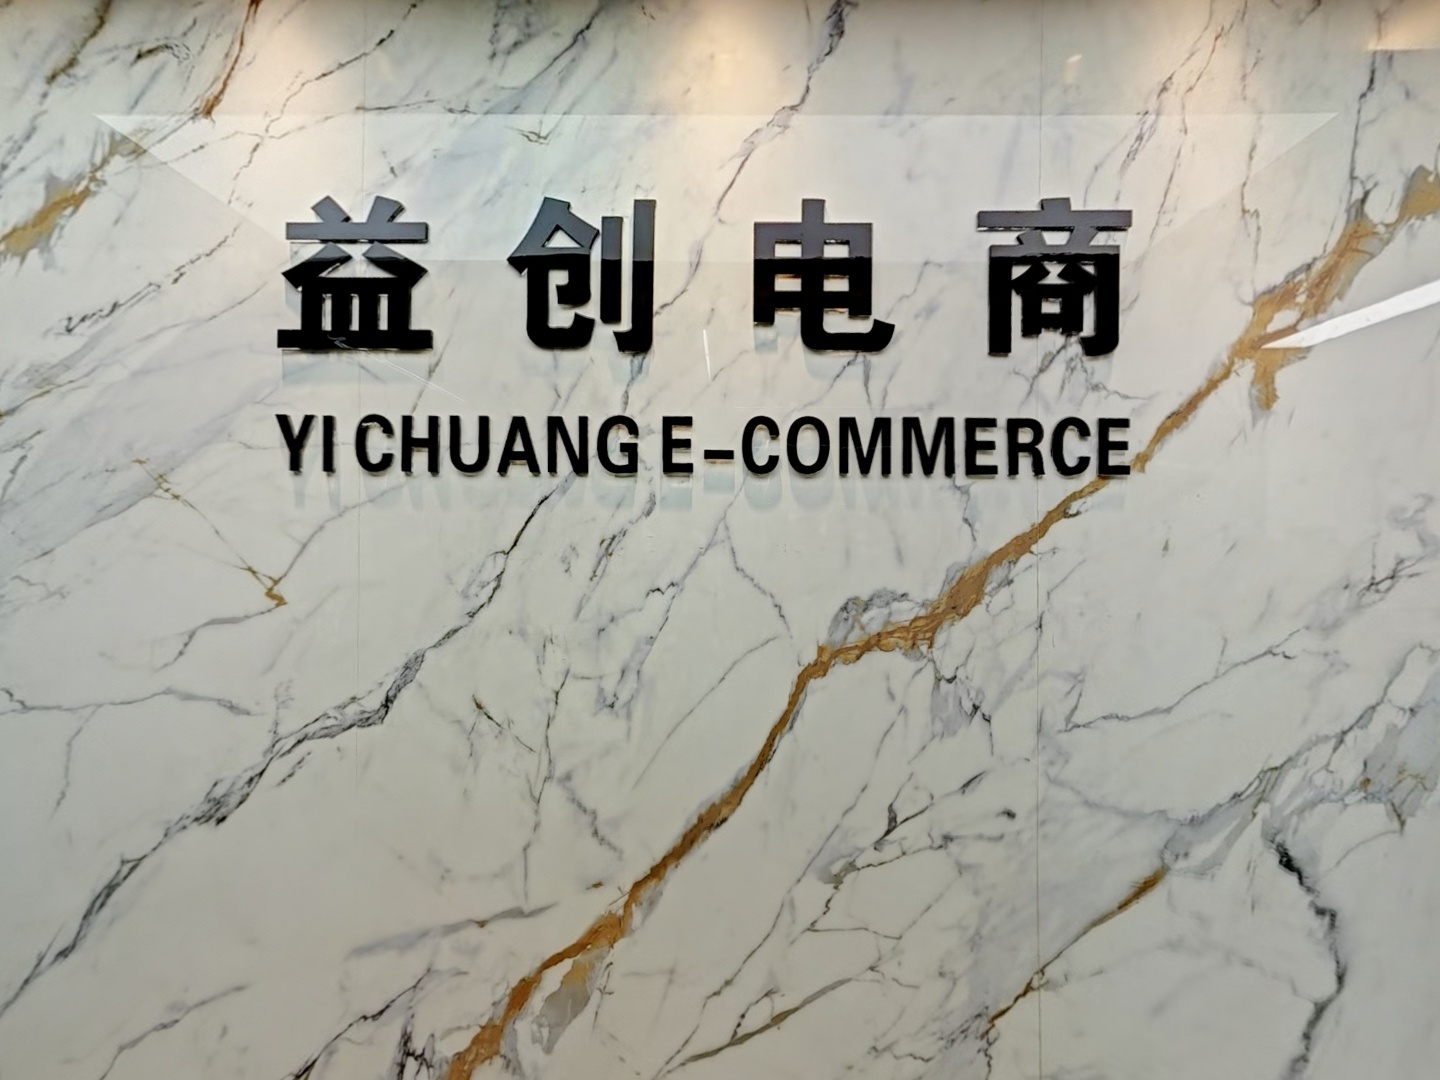 益创电商
YI CHUANG E-COMMERCE